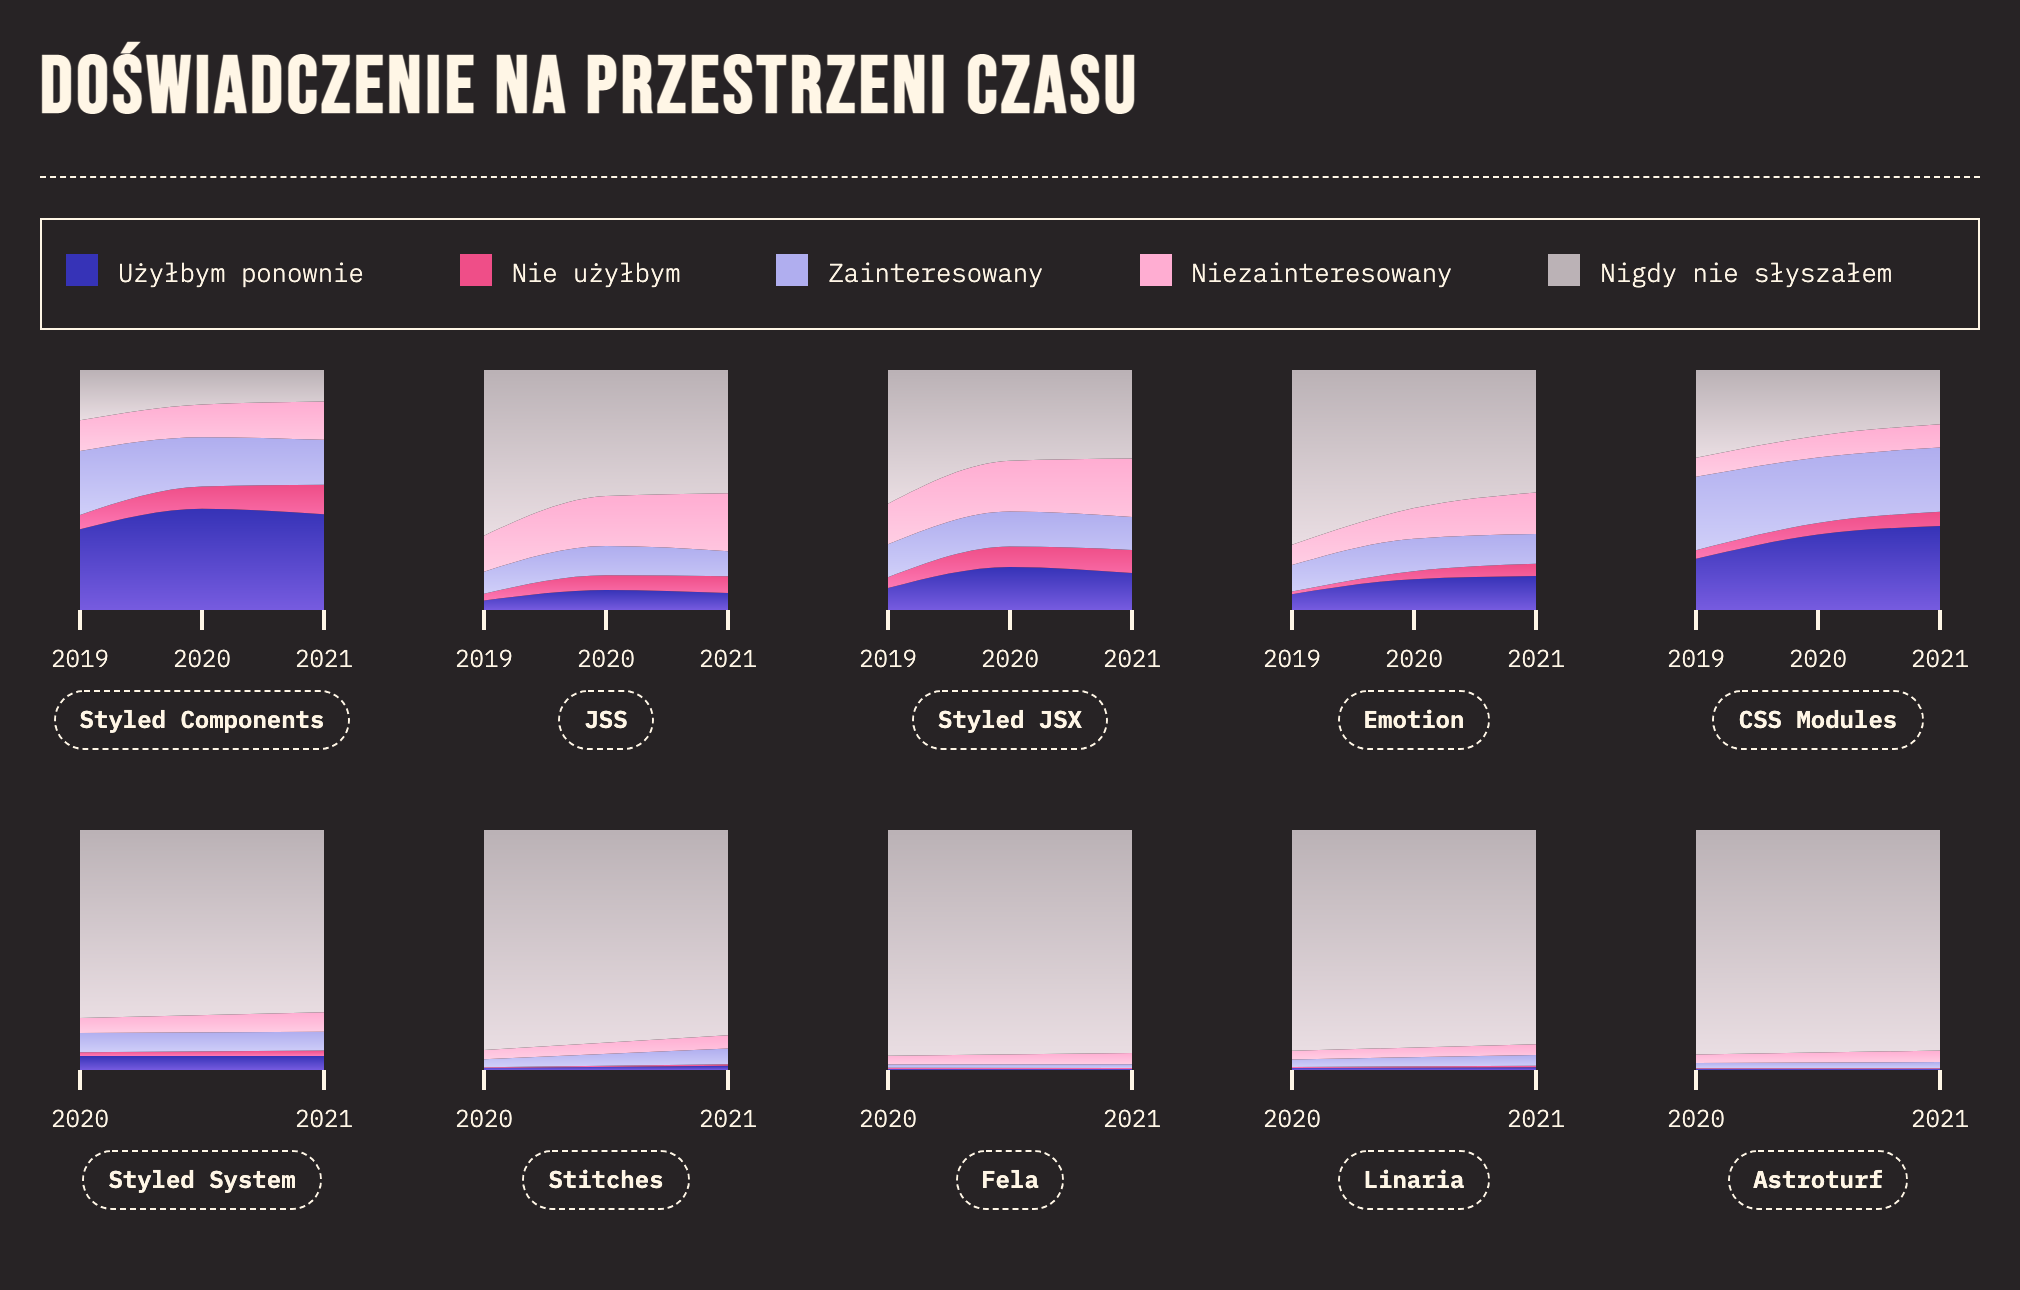 DOŚWIADCZENIE NA PRZESTRZENI CZASU
Użyłbym ponownie Nie użyłbym Zainteresowany Niezainteresowany Nigdy nie słyszałem
2019 2020 2021 2019 2020 2021 2019 2020 2021 2019 2020 2021 2019 2020 2021
Styled Components JSS Styled JSX Emotion CSS Modules
2020 2021 2020 2021 2020 2021 2020 2021 2020 2021
Styled System Stitches Fela Linaria Astroturf